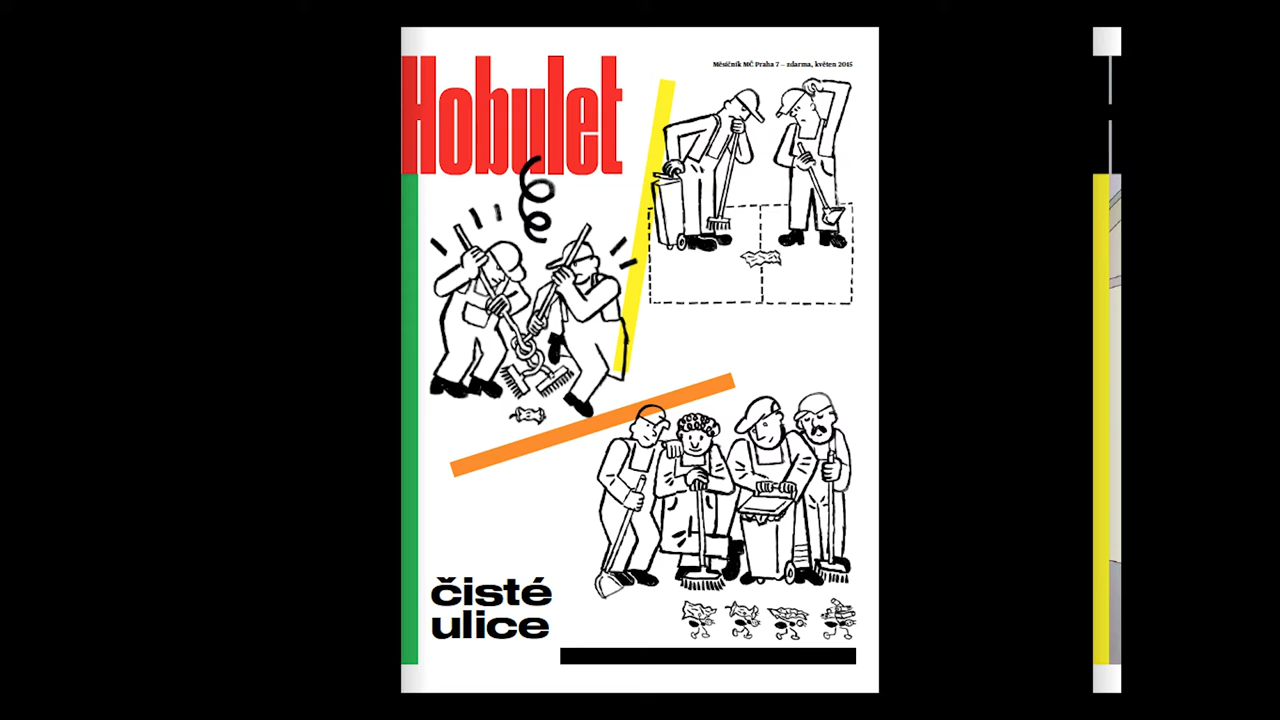 Hobulet
Měsíčník MČ Praha 7 – zdarma, květen 2015
čisté
ulice